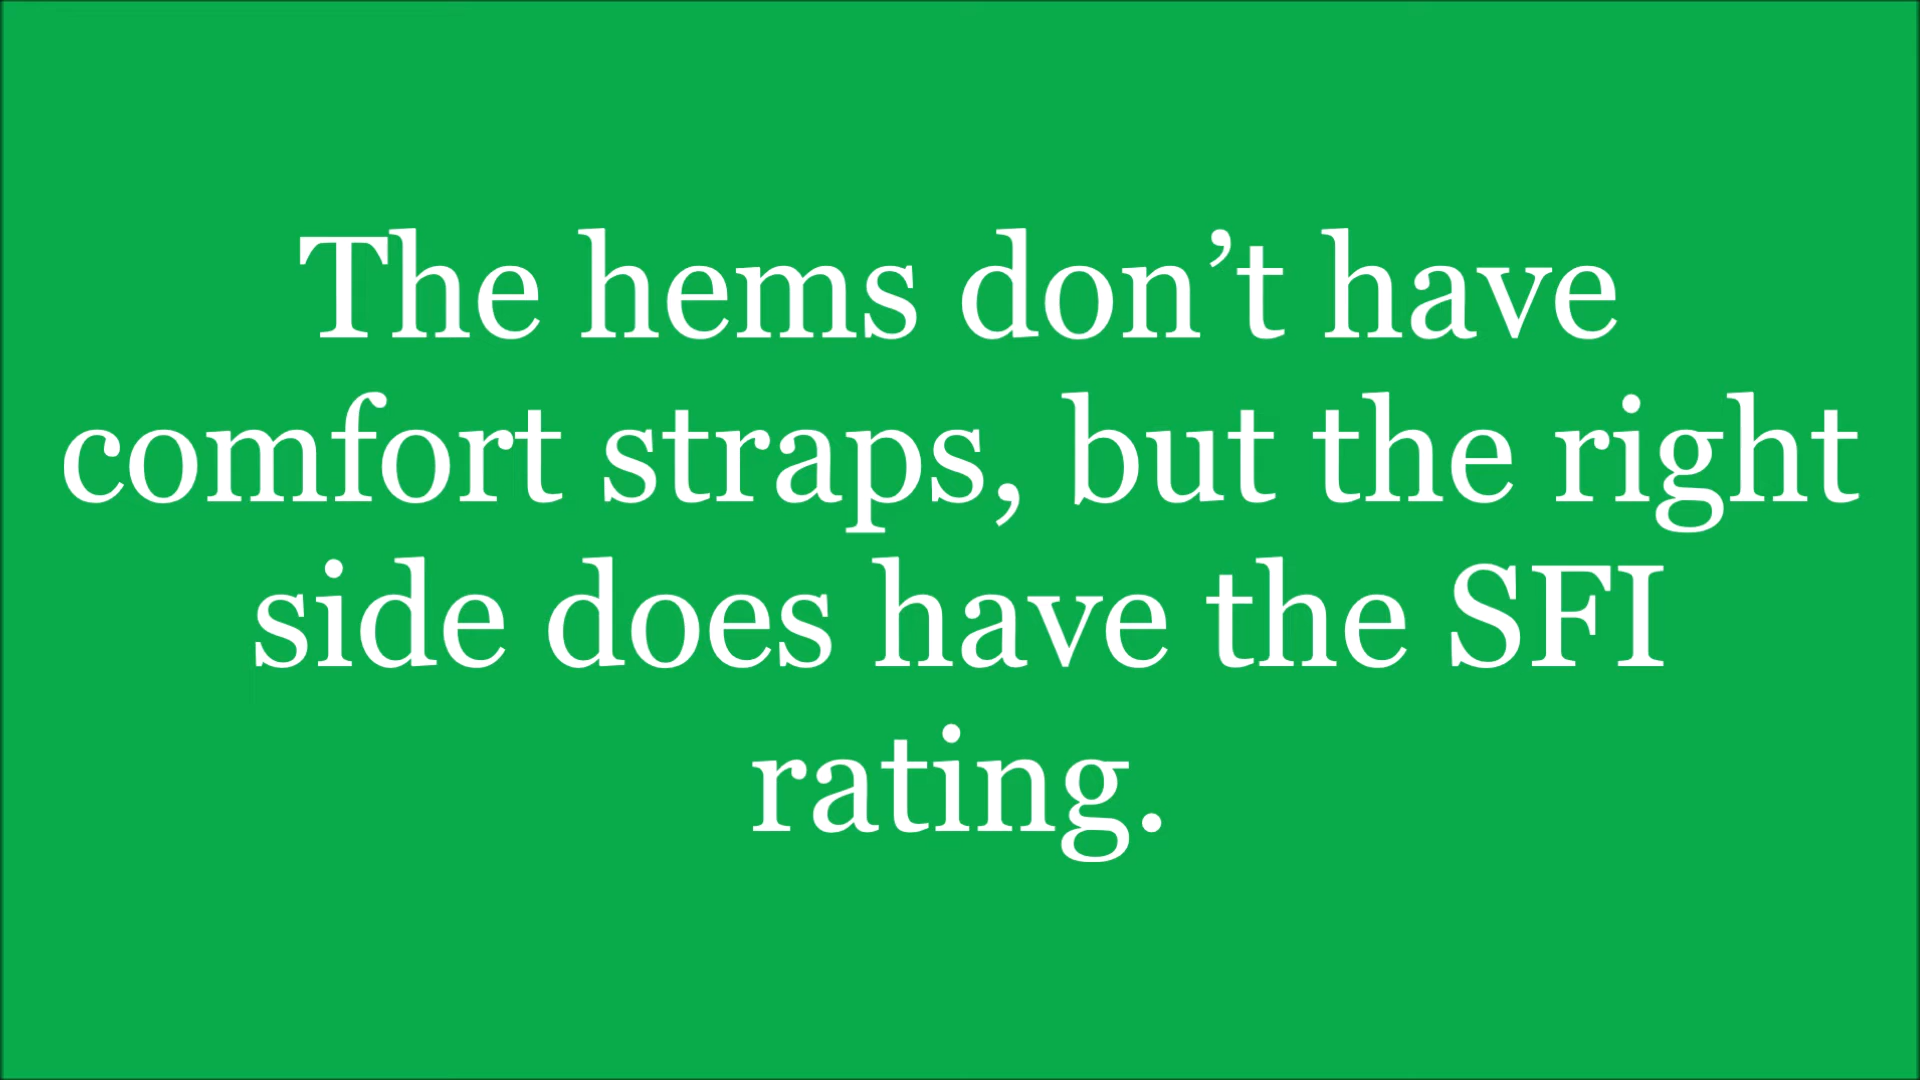 The hems don’t have
comfort straps, but the right
side does have the SFI
rating.